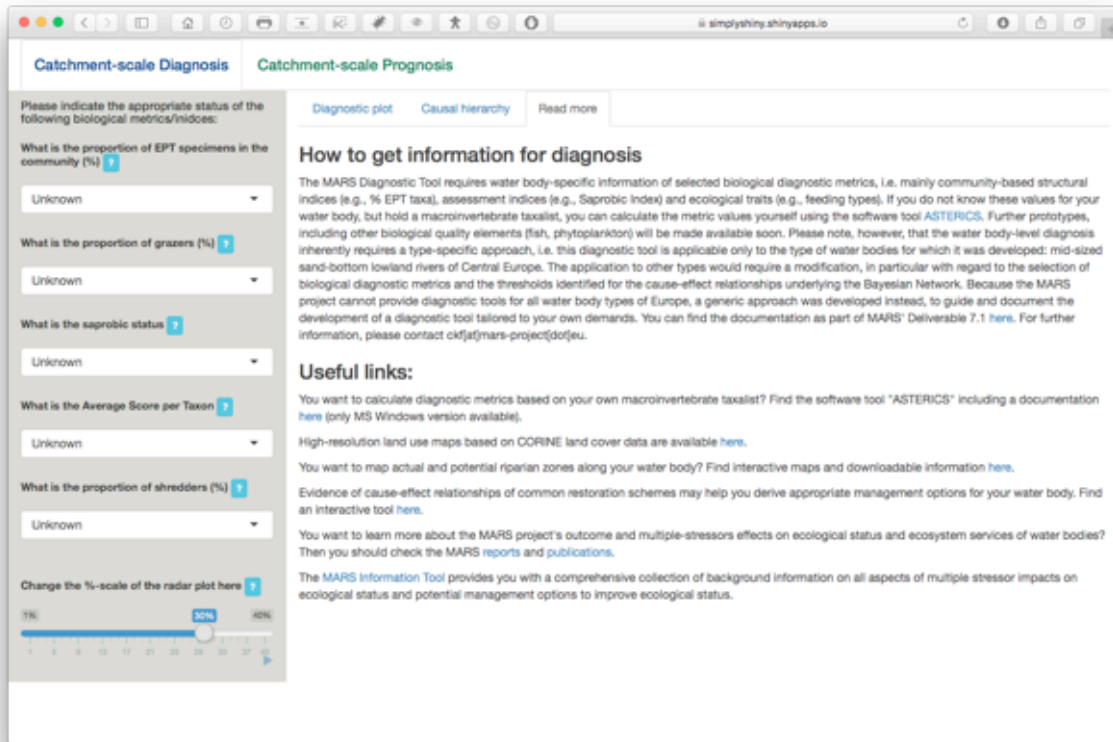 simplyshiny.shinyapps.io
Catchment-scale Diagnosis
Catchment-scale Prognosis
Please indicate the appropriate status of the
following biological metrics/inidces:
What is the proportion of EPT specimens in the
community (%) ?
Unknown
What is the proportion of grazers (%) ?
Unknown
What is the saprobic status ?
Unknown
What is the Average Score per Taxon ?
Unknown
What is the proportion of shredders (%) ?
Unknown
Change the %-scale of the radar plot here ?
1% 30% 40%
1 5 9 13 17 21 25 29 33 37 40
Diagnostic plot
Causal hierarchy
Read more
How to get information for diagnosis
The MARS Diagnostic Tool requires water body-specific information of selected biological diagnostic metrics, i.e. mainly community-based structural
indices (e.g., % EPT taxa), assessment indices (e.g., Saprobic Index) and ecological traits (e.g., feeding types). If you do not know these values for your
water body, but hold a macroinvertebrate taxalist, you can calculate the metric values yourself using the software tool ASTERICS. Further prototypes,
including other biological quality elements (fish, phytoplankton) will be made available soon. Please note, however, that the water body-level diagnosis
inherently requires a type-specific approach, i.e. this diagnostic tool is applicable only to the type of water bodies for which it was developed: mid-sized
sand-bottom lowland rivers of Central Europe. The application to other types would require a modification, in particular with regard to the selection of
biological diagnostic metrics and the thresholds identified for the cause-effect relationships underlying the Bayesian Network. Because the MARS
project cannot provide diagnostic tools for all water body types of Europe, a generic approach was developed instead, to guide and document the
development of a diagnostic tool tailored to your own demands. You can find the documentation as part of MARS' Deliverable 7.1 here. For further
information, please contact ckf[at]mars-project[dot]eu.
Useful links:
You want to calculate diagnostic metrics based on your own macroinvertebrate taxalist? Find the software tool "ASTERICS" including a documentation
here (only MS Windows version available).
High-resolution land use maps based on CORINE land cover data are available here.
You want to map actual and potential riparian zones along your water body? Find interactive maps and downloadable information here.
Evidence of cause-effect relationships of common restoration schemes may help you derive appropriate management options for your water body. Find
an interactive tool here.
You want to learn more about the MARS project's outcome and multiple-stressors effects on ecological status and ecosystem services of water bodies?
Then you should check the MARS reports and publications.
The MARS Information Tool provides you with a comprehensive collection of background information on all aspects of multiple stressor impacts on
ecological status and potential management options to improve ecological status.